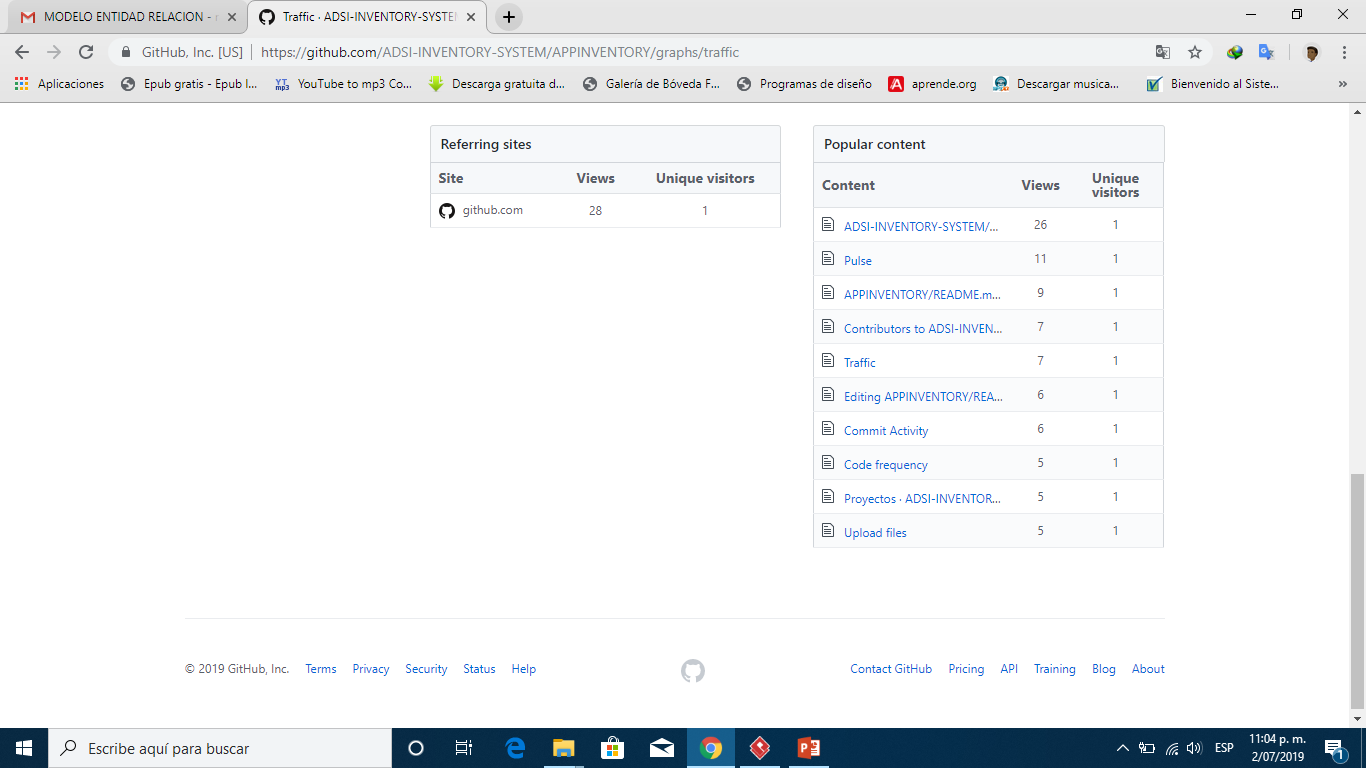 MODELO ENTIDAD RELACION -
Traffic · ADSI-INVENTORY-SYSTE
GitHub, Inc. [US] | https://github.com/ADSI-INVENTORY-SYSTEM/APPINVENTORY/graphs/traffic
Aplicaciones Epub gratis - Epub l... YouTube to mp3 Co... Descarga gratuita d... Galería de Bóveda F... Programas de diseño aprende.org Descargar musica... Bienvenido al Siste... »
Referring sites
Site Views Unique visitors
github.com 28 1
Popular content
Content Views Unique
visitors
ADSI-INVENTORY-SYSTEM/... 26 1
Pulse 11 1
APPINVENTORY/README.m... 9 1
Contributors to ADSI-INVEN... 7 1
Traffic 7 1
Editing APPINVENTORY/REA... 6 1
Commit Activity 6 1
Code frequency 5 1
Proyectos · ADSI-INVENTOR... 5 1
Upload files 5 1
© 2019 GitHub, Inc. Terms Privacy Security Status Help Contact GitHub Pricing API Training Blog About
Escribe aquí para buscar
ESP
11:04 p. m.
2/07/2019
1